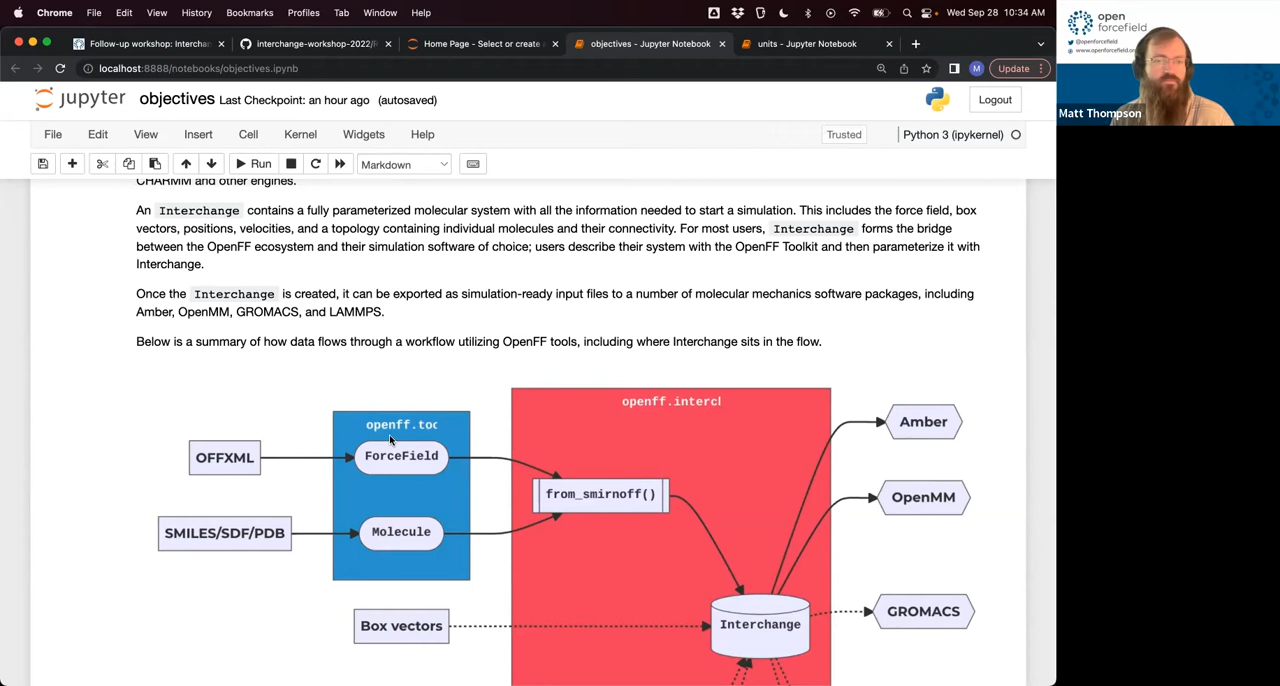 Chrome File Edit View History Bookmarks Profiles Tab Window Help Wed Sep 28 10:34 AM
Follow-up workshop: Interchan interchange-workshop-2022/R Home Page - Select or create objectives - Jupyter Notebook units - Jupyter Notebook
localhost:8888/notebooks/objectives.ipynb M Update
jupyter objectives Last Checkpoint: an hour ago (autosaved) Logout
File Edit View Insert Cell Kernel Widgets Help Trusted Python 3 (ipykernel)
Run Markdown
CHARMM and other engines.
An Interchange contains a fully parameterized molecular system with all the information needed to start a simulation. This includes the force field, box
vectors, positions, velocities, and a topology containing individual molecules and their connectivity. For most users, Interchange forms the bridge
between the OpenFF ecosystem and their simulation software of choice; users describe their system with the OpenFF Toolkit and then parameterize it with
Interchange.
Once the Interchange is created, it can be exported as simulation-ready input files to a number of molecular mechanics software packages, including
Amber, OpenMM, GROMACS, and LAMMPS.
Below is a summary of how data flows through a workflow utilizing OpenFF tools, including where Interchange sits in the flow.
openff.toc
openff.intercl
OFFXML
ForceField
SMILES/SDF/PDB
Molecule
from_smirnoff()
Box vectors
Interchange
Amber
OpenMM
GROMACS
open
forcefield
@openforcefield
www.openforcefield.org
Matt Thompson